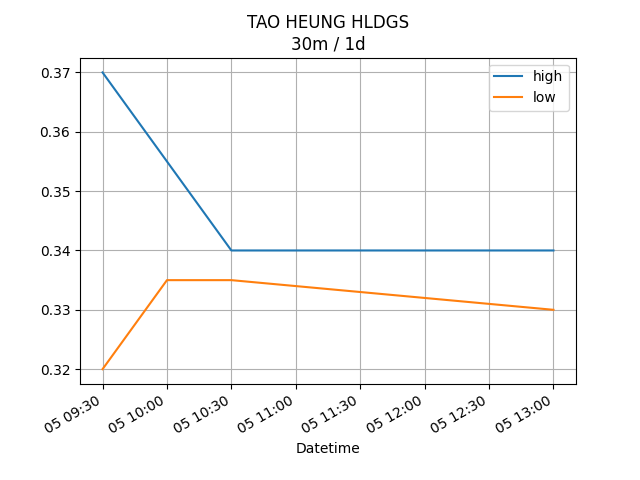 TAO HEUNG HLDGS
30m / 1d
high
low
0.37
0.36
0.35
0.34
0.33
0.32
05 09:30
05 10:00
05 10:30
05 11:00
05 11:30
05 12:00
05 12:30
05 13:00
Datetime